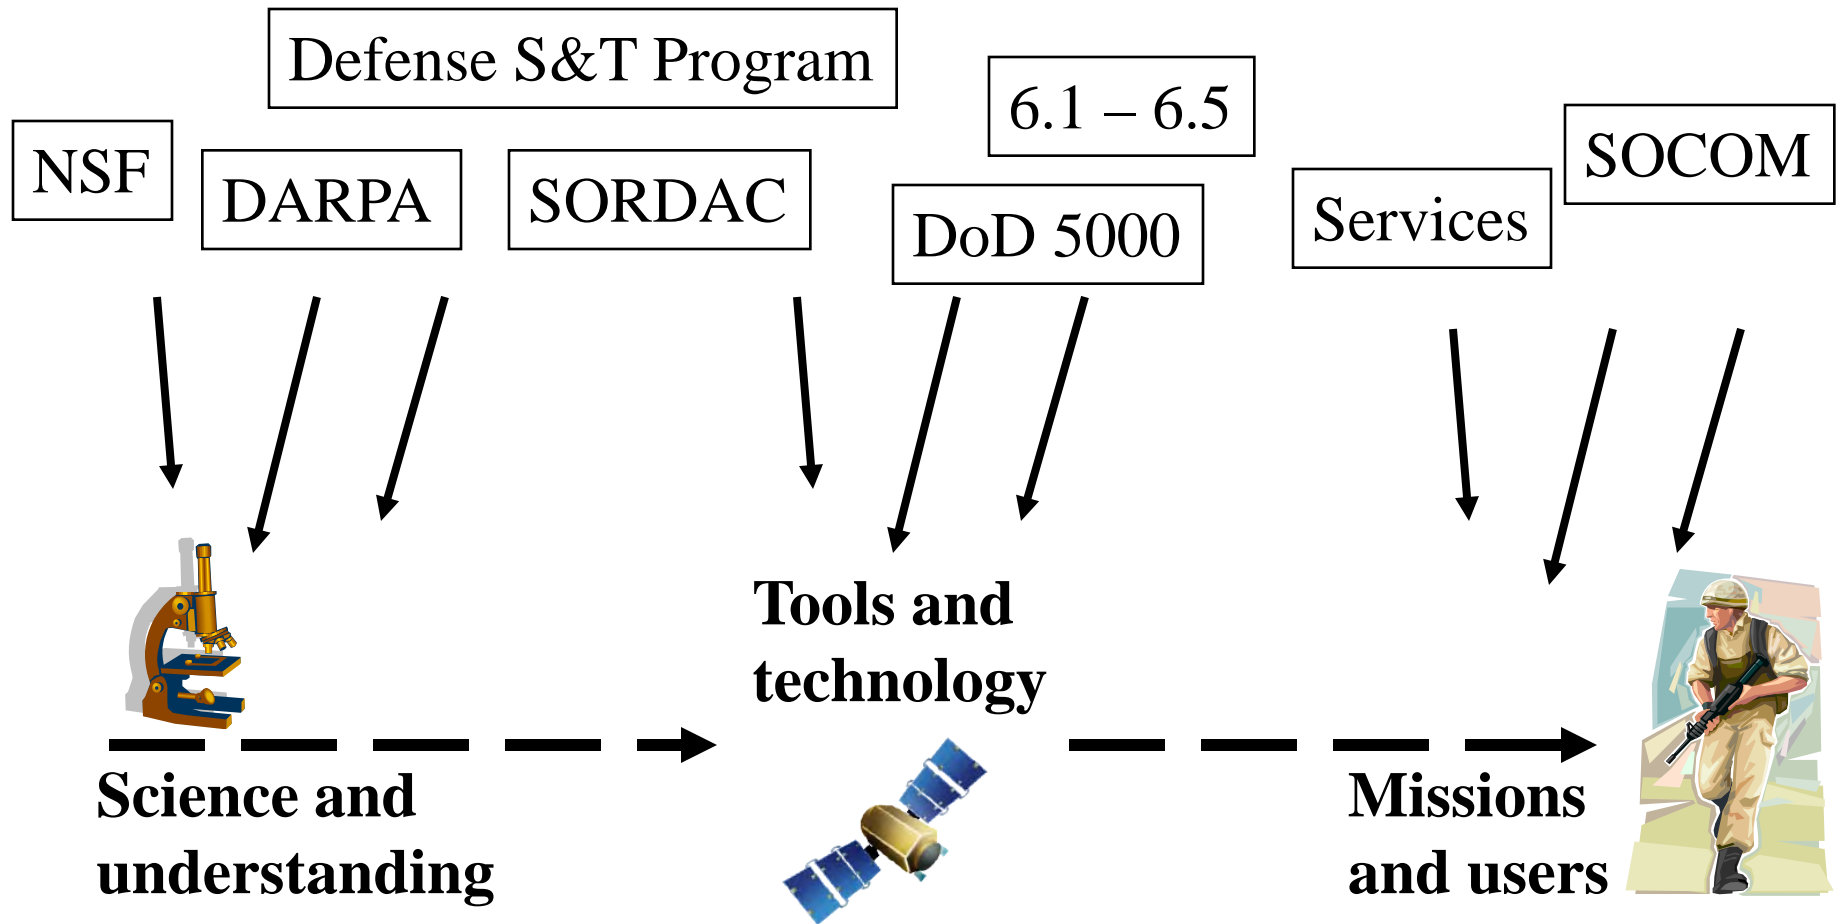 Defense S&T Program
6.1 – 6.5
SOCOM
NSF
DARPA
SORDAC
DoD 5000
Services
Tools and
technology
Science and
understanding
Missions
and users